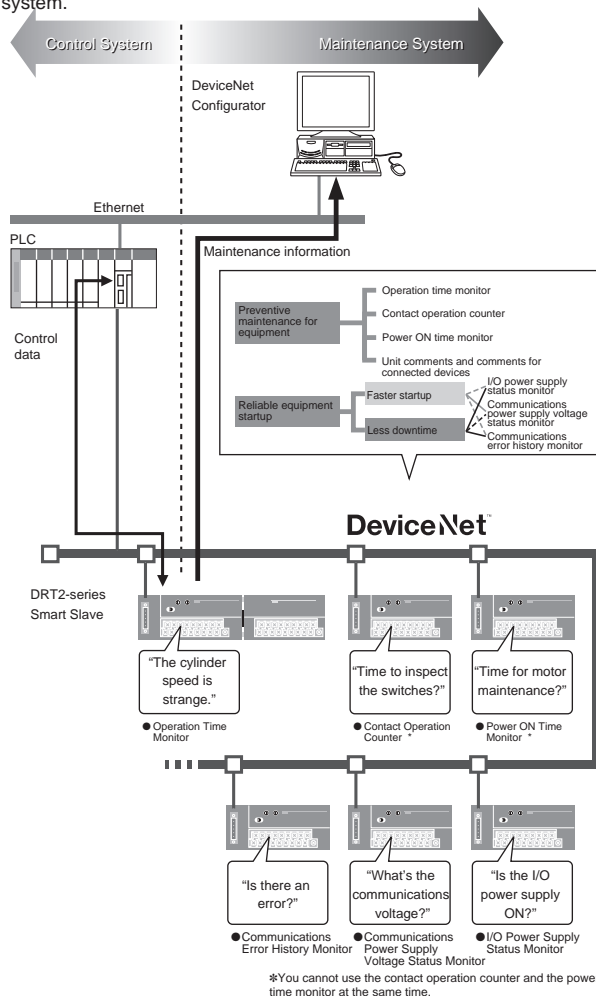 system.
Control System
Maintenance System
DeviceNet
Configurator
Ethernet
PLC
Maintenance information
Control
data
Preventive
maintenance for
equipment
Operation time monitor
Contact operation counter
Power ON time monitor
Unit comments and comments for
connected devices
Reliable equipment
startup
Faster startup
Less downtime
I/O power supply
status monitor
Communications
power supply voltage
status monitor
Communications
error history monitor
DeviceNet™
DRT2-series
Smart Slave
“The cylinder
speed is
strange.”
“Time to inspect
the switches?”
“Time for motor
maintenance?”
● Operation Time
Monitor
● Contact Operation
Counter *
● Power ON Time
Monitor *
“Is there an
error?”
“What's the
communications
voltage?”
“Is the I/O
power supply
ON?”
●Communications
Error History Monitor
●Communications
Power Supply
Voltage Status Monitor
●I/O Power Supply
Status Monitor
*You cannot use the contact operation counter and the powe
time monitor at the same time.